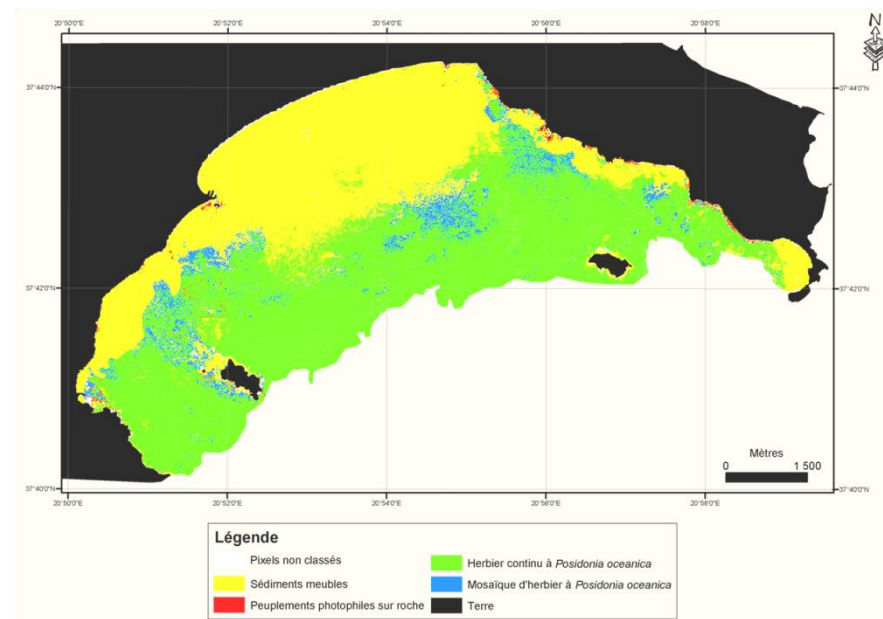 N
20°50'0"E 20°52'0"E 20°54'0"E 20°56'0"E 20°58'0"E
37°44'0"N 37°44'0"N
37°42'0"N 37°42'0"N
Mètres
0 1 500
37°40'0"N 37°40'0"N
20°50'0"E 20°52'0"E 20°54'0"E 20°56'0"E 20°58'0"E
Légende
Pixels non classés Herbier continu à Posidonia oceanica
Sédiments meubles Mosaïque d'herbier à Posidonia oceanica
Peuplements photophiles sur roche Terre